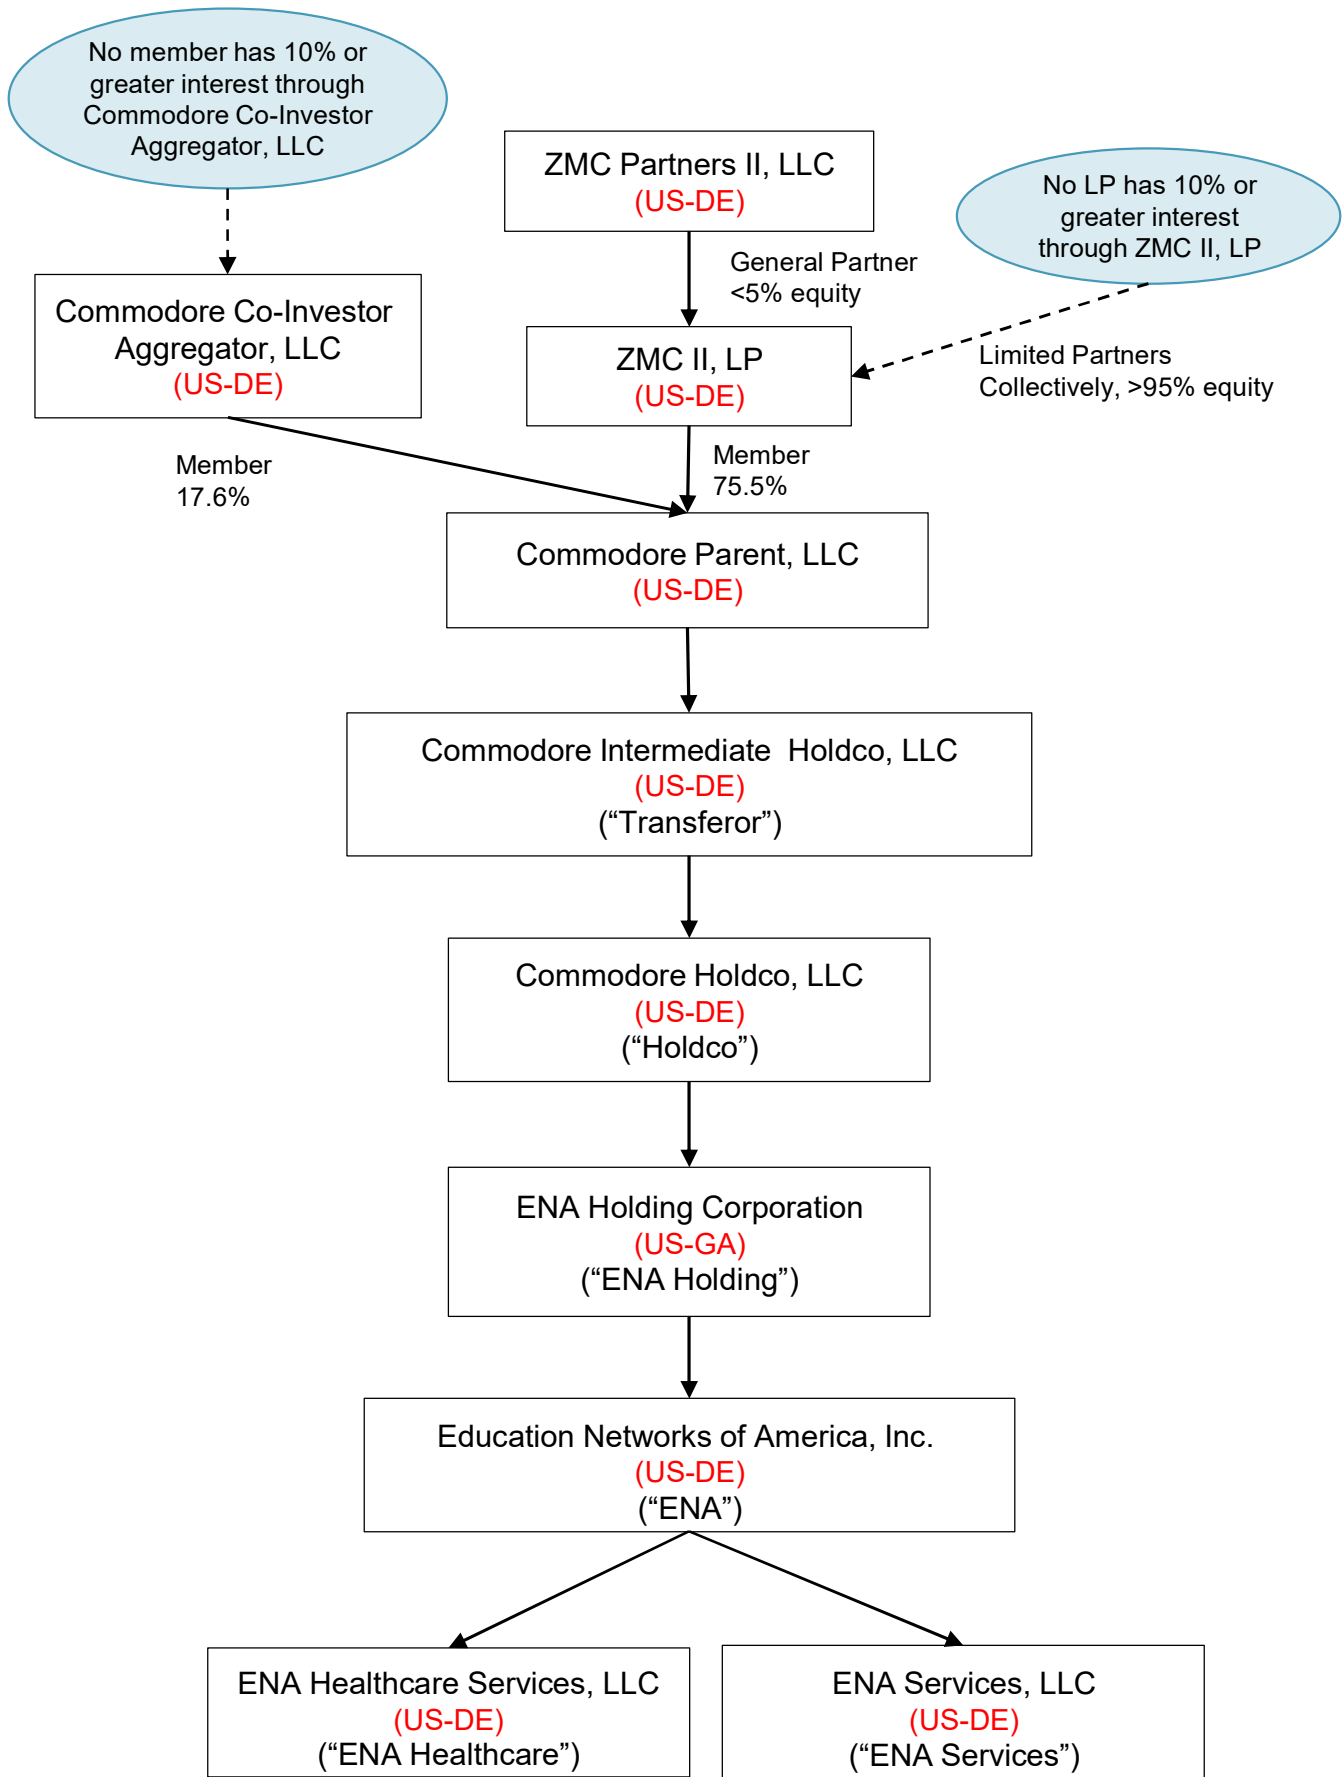 No member has 10% or
greater interest through
Commodore Co-Investor
Aggregator, LLC
ZMC Partners II, LLC
(US-DE)
No LP has 10% or
greater interest
through ZMC II, LP
General Partner
<5% equity
Commodore Co-Investor
Aggregator, LLC
(US-DE)
ZMC II, LP
(US-DE)
Limited Partners
Collectively, >95% equity
Member
17.6%
Member
75.5%
Commodore Parent, LLC
(US-DE)
Commodore Intermediate Holdco, LLC
(US-DE)
(“Transferor”)
Commodore Holdco, LLC
(US-DE)
(“Holdco”)
ENA Holding Corporation
(US-GA)
(“ENA Holding”)
Education Networks of America, Inc.
(US-DE)
(“ENA”)
ENA Healthcare Services, LLC
(US-DE)
(“ENA Healthcare”)
ENA Services, LLC
(US-DE)
(“ENA Services”)